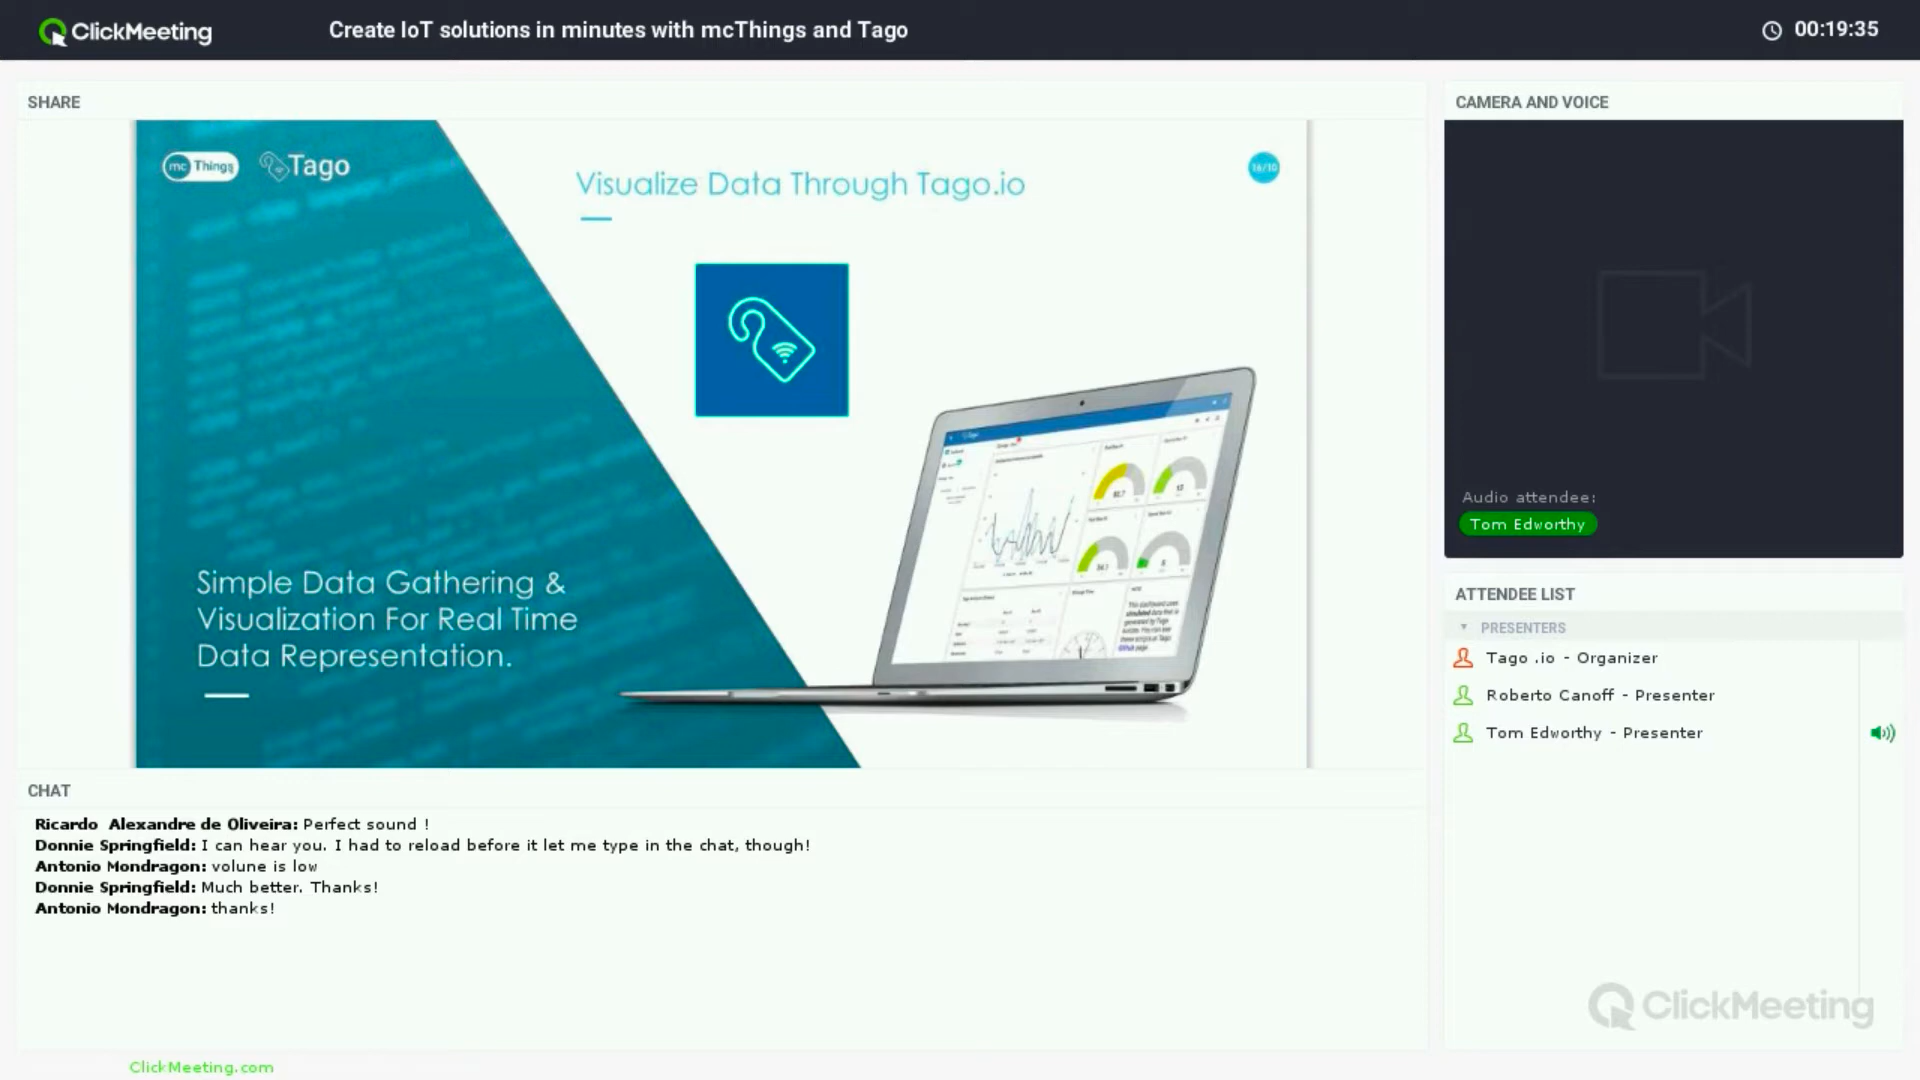 ClickMeeting
Create IoT solutions in minutes with mcThings and Tago
00:19:35
SHARE
mc Things
Tago
Visualize Data Through Tago.io
16/10
Simple Data Gathering &
Visualization For Real Time
Data Representation.
CAMERA AND VOICE
Audio attendee:
Tom Edworthy
ATTENDEE LIST
PRESENTERS
Tago .io - Organizer
Roberto Canoff - Presenter
Tom Edworthy - Presenter
CHAT
Ricardo  Alexandre de Oliveira: Perfect sound !
Donnie Springfield: I can hear you. I had to reload before it let me type in the chat, though!
Antonio Mondragon: volune is low
Donnie Springfield: Much better. Thanks!
Antonio Mondragon: thanks!
ClickMeeting
ClickMeeting.com